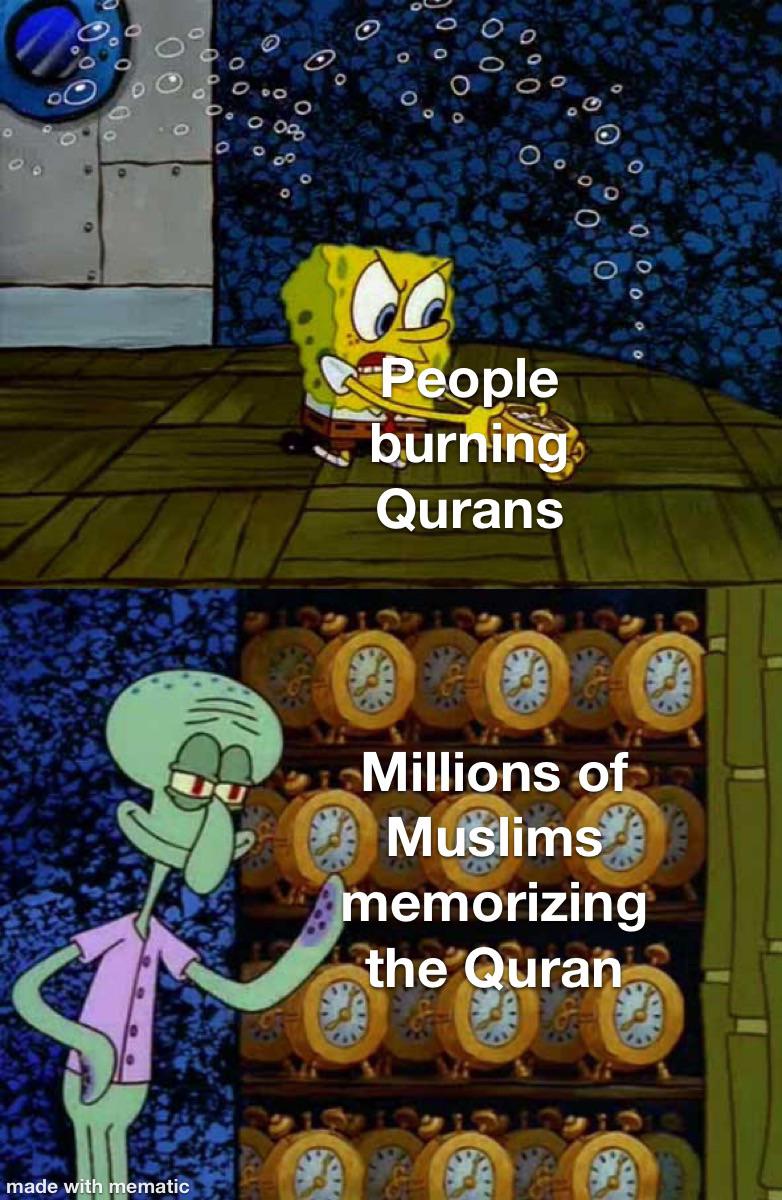 People
burning
Qurans
Millions of
Muslims
memorizing
the Quran
made with mematic